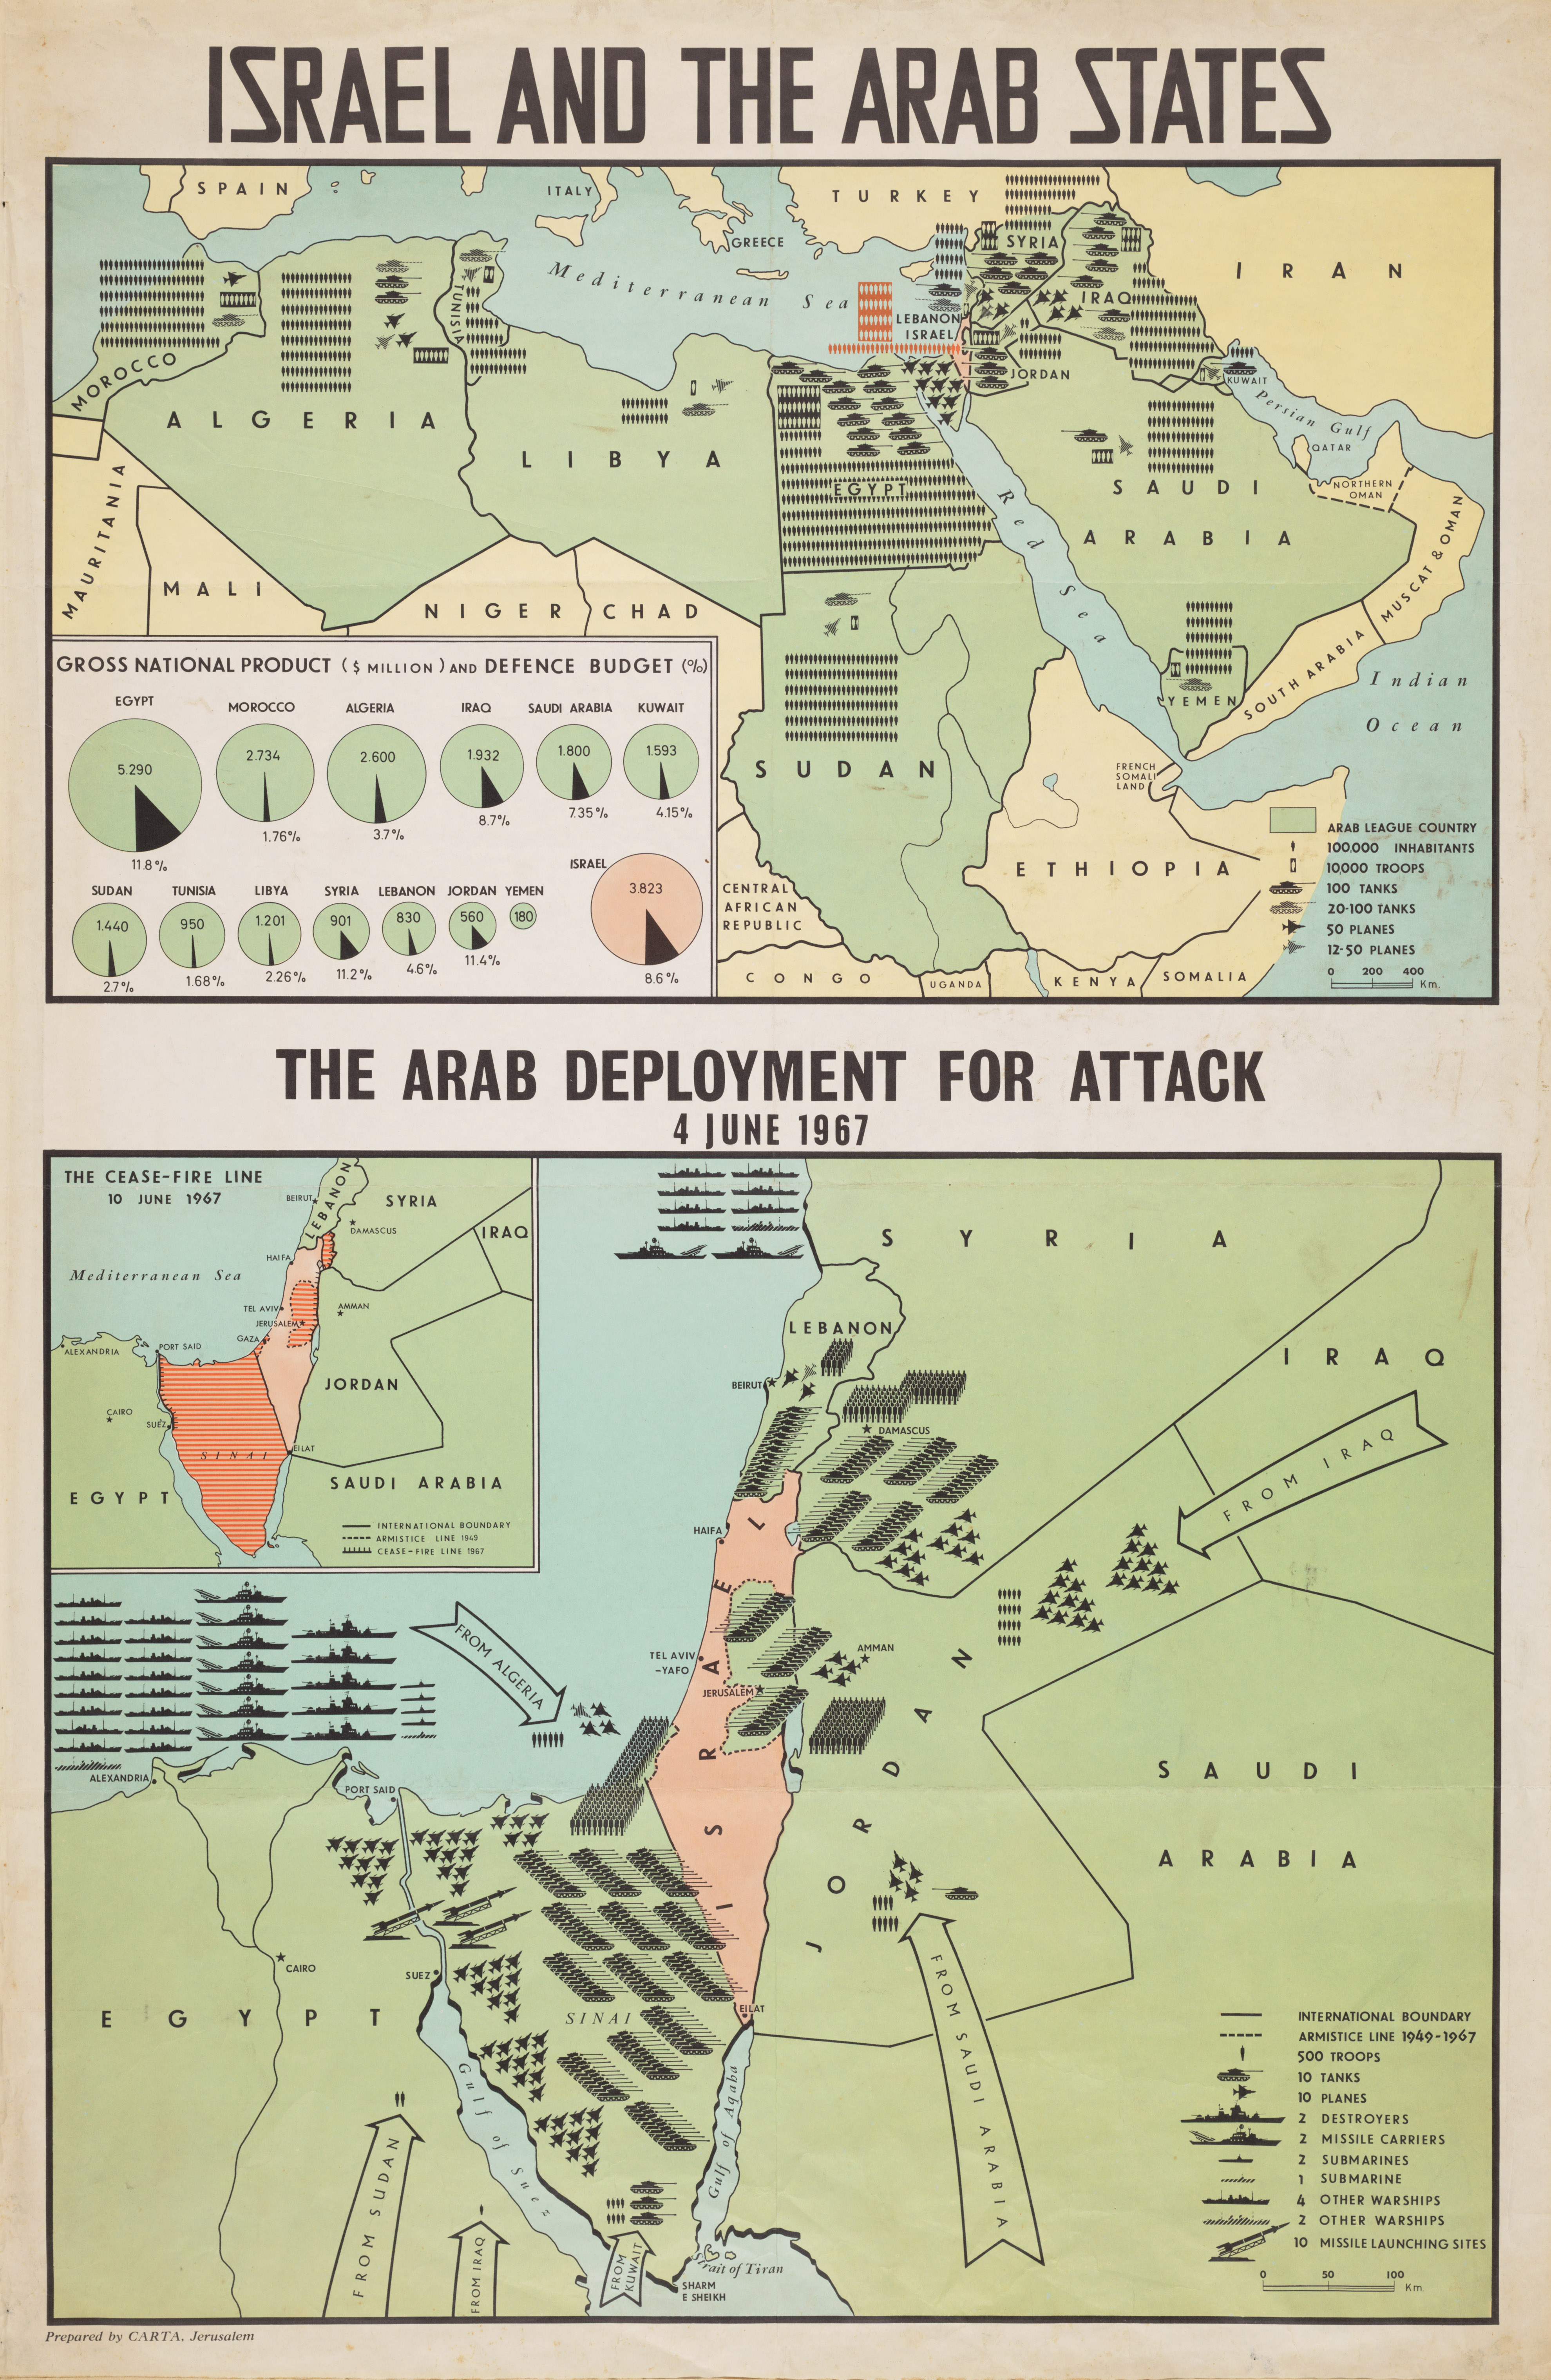 ISRAEL AND THE ARAB STATES
SPAIN
ITALY
GREECE
TURKEY
SYRIA
IRAN
IRAQ
Mediterranean Sea
LEBANON
ISRAEL
JORDAN
KUWAIT
Persian Gulf
QATAR
NORTHERN
OMAN
MUSCAT & OMAN
MOROCCO
ALGERIA
TUNISIA
LIBYA
EGYPT
SAUDI
ARABIA
Red Sea
MAURITANIA
MALI
NIGER
CHAD
YEMEN
SOUTH ARABIA
Indian
Ocean
SUDAN
FRENCH
SOMALI
LAND
ETHIOPIA
CENTRAL
AFRICAN
REPUBLIC
CONGO
UGANDA
KENYA
SOMALIA
GROSS NATIONAL PRODUCT ($ MILLION) AND DEFENCE BUDGET (%)
EGYPT
5.290
11.8%
MOROCCO
2.734
1.76%
ALGERIA
2.600
3.7%
IRAQ
1.932
8.7%
SAUDI ARABIA
1.800
7.35%
KUWAIT
1.593
4.15%
SUDAN
1.440
2.7%
TUNISIA
950
1.68%
LIBYA
1.201
2.26%
SYRIA
901
11.2%
LEBANON
830
4.6%
JORDAN
560
11.4%
YEMEN
180
ISRAEL
3.823
8.6%
ARAB LEAGUE COUNTRY
100.000 INHABITANTS
10,000 TROOPS
100 TANKS
20-100 TANKS
50 PLANES
12-50 PLANES
0 200 400
Km.
THE ARAB DEPLOYMENT FOR ATTACK
4 JUNE 1967
THE CEASE-FIRE LINE
10 JUNE 1967
BEIRUT
LEBANON
SYRIA
DAMASCUS
IRAQ
HAIFA
Mediterranean Sea
TEL AVIV
AMMAN
JERUSALEM
GAZA
ALEXANDRIA
PORT SAID
JORDAN
CAIRO
SUEZ
SINAI
EILAT
SAUDI ARABIA
EGYPT
INTERNATIONAL BOUNDARY
ARMISTICE LINE 1949
CEASE-FIRE LINE 1967
SYRIA
LEBANON
IRAQ
BEIRUT
DAMASCUS
FROM IRAQ
HAIFA
ISRAEL
FROM ALGERIA
TEL AVIV
-YAFO
AMMAN
JERUSALEM
JORDAN
ALEXANDRIA
PORT SAID
SAUDI
ARABIA
CAIRO
SUEZ
EGYPT
SINAI
EILAT
FROM SAUDI ARABIA
Gulf of Suez
Gulf of Aqaba
FROM SUDAN
FROM IRAQ
FROM
KUWAIT
Strait of Tiran
SHARM
E SHEIKH
INTERNATIONAL BOUNDARY
ARMISTICE LINE 1949-1967
500 TROOPS
10 TANKS
10 PLANES
2 DESTROYERS
2 MISSILE CARRIERS
2 SUBMARINES
1 SUBMARINE
4 OTHER WARSHIPS
2 OTHER WARSHIPS
10 MISSILE LAUNCHING SITES
0 50 100
Km.
Prepared by CARTA, Jerusalem